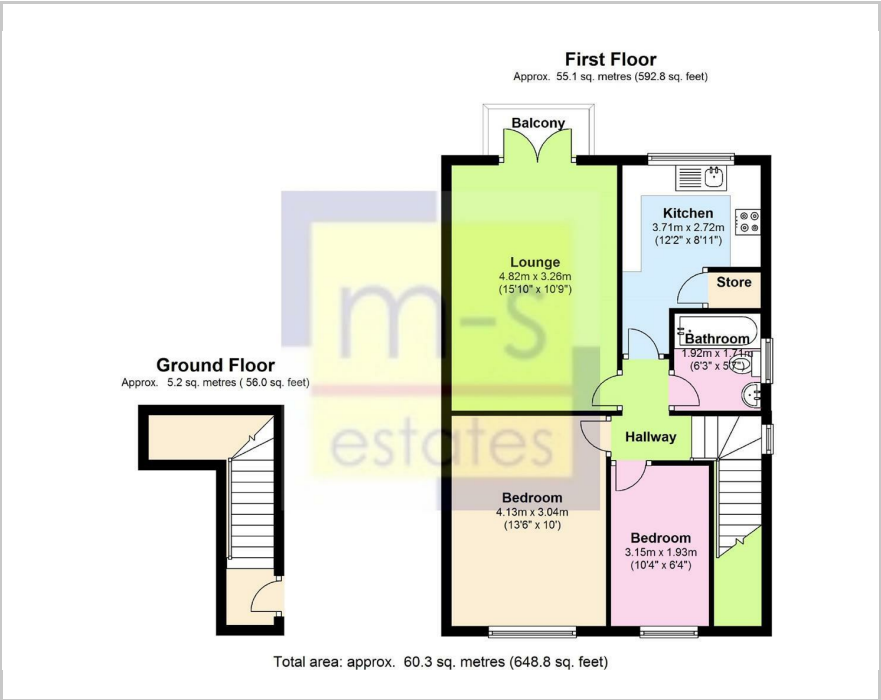 First Floor
Approx. 55.1 sq. metres (592.8 sq. feet)
Balcony
Kitchen
3.71m x 2.72m
(12'2" x 8'11")
Lounge
4.82m x 3.26m
(15'10" x 10'9")
Store
Bathroom
1.92m x 1.71m
(6'3" x 5'7")
m-s
estates
Ground Floor
Approx. 5.2 sq. metres ( 56.0 sq. feet)
Hallway
Bedroom
4.13m x 3.04m
(13'6" x 10')
Bedroom
3.15m x 1.93m
(10'4" x 6'4")
Total area: approx. 60.3 sq. metres (648.8 sq. feet)